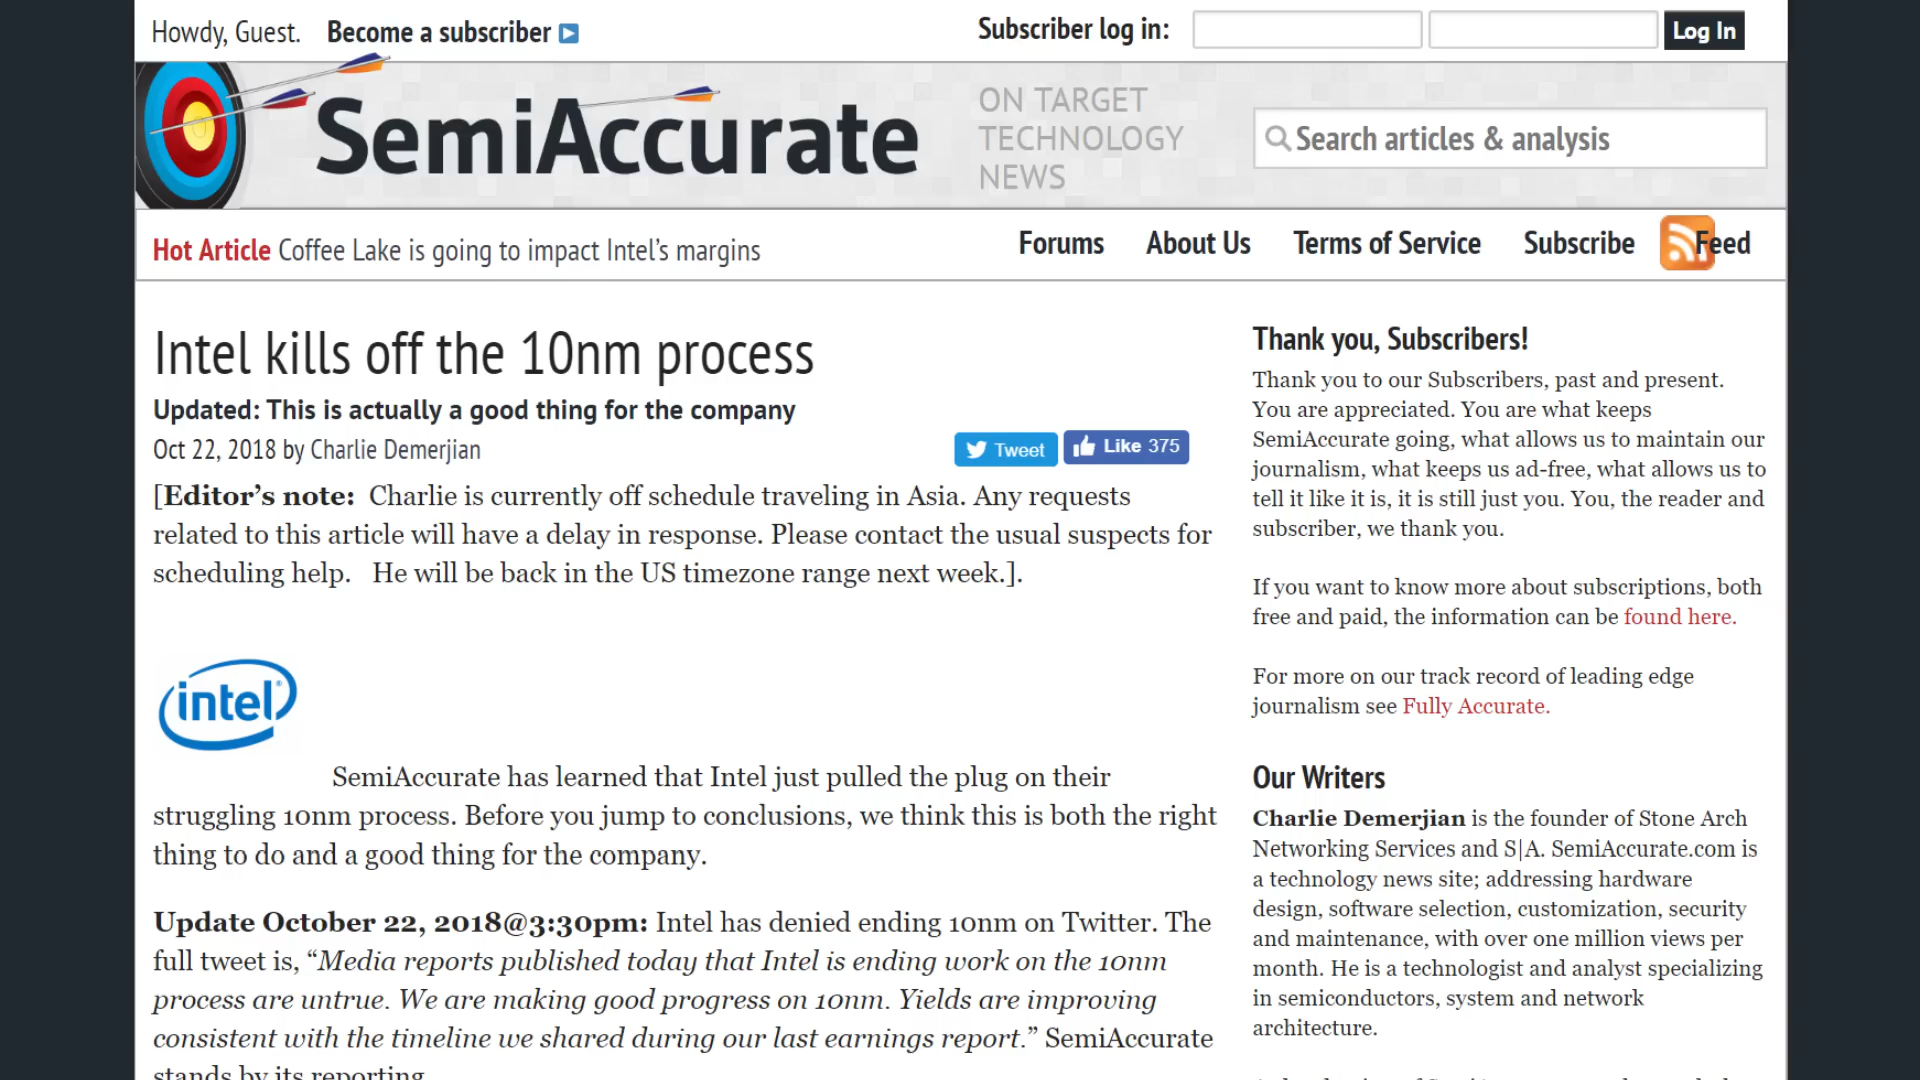 Howdy, Guest. Become a subscriber
Subscriber log in:
Log In
SemiAccurate
ON TARGET
TECHNOLOGY
NEWS
Search articles & analysis
Hot Article Coffee Lake is going to impact Intel's margins
Forums
About Us
Terms of Service
Subscribe
Feed
Intel kills off the 10nm process
Updated: This is actually a good thing for the company
Oct 22, 2018 by Charlie Demerjian
Tweet
Like 375
[Editor's note: Charlie is currently off schedule traveling in Asia. Any requests
related to this article will have a delay in response. Please contact the usual suspects for
scheduling help. He will be back in the US timezone range next week.].
intel®
SemiAccurate has learned that Intel just pulled the plug on their
struggling 10nm process. Before you jump to conclusions, we think this is both the right
thing to do and a good thing for the company.
Update October 22, 2018@3:30pm: Intel has denied ending 10nm on Twitter. The
full tweet is, “Media reports published today that Intel is ending work on the 10nm
process are untrue. We are making good progress on 10nm. Yields are improving
consistent with the timeline we shared during our last earnings report.” SemiAccurate
stands by its reporting.
Thank you, Subscribers!
Thank you to our Subscribers, past and present.
You are appreciated. You are what keeps
SemiAccurate going, what allows us to maintain our
journalism, what keeps us ad-free, what allows us to
tell it like it is, it is still just you. You, the reader and
subscriber, we thank you.
If you want to know more about subscriptions, both
free and paid, the information can be found here.
For more on our track record of leading edge
journalism see Fully Accurate.
Our Writers
Charlie Demerjian is the founder of Stone Arch
Networking Services and S|A. SemiAccurate.com is
a technology news site; addressing hardware
design, software selection, customization, security
and maintenance, with over one million views per
month. He is a technologist and analyst specializing
in semiconductors, system and network
architecture.